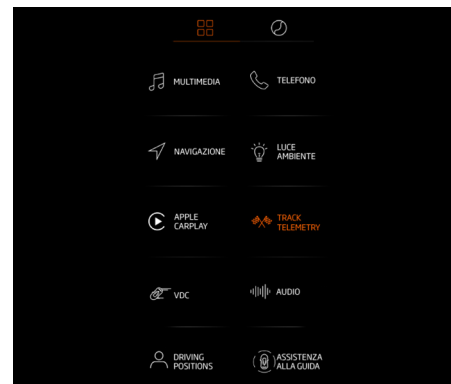 MULTIMEDIA
TELEFONO
NAVIGAZIONE
LUCE
AMBIENTE
APPLE
CARPLAY
TRACK
TELEMETRY
VDC
AUDIO
DRIVING
POSITIONS
ASSISTENZA
ALLA GUIDA